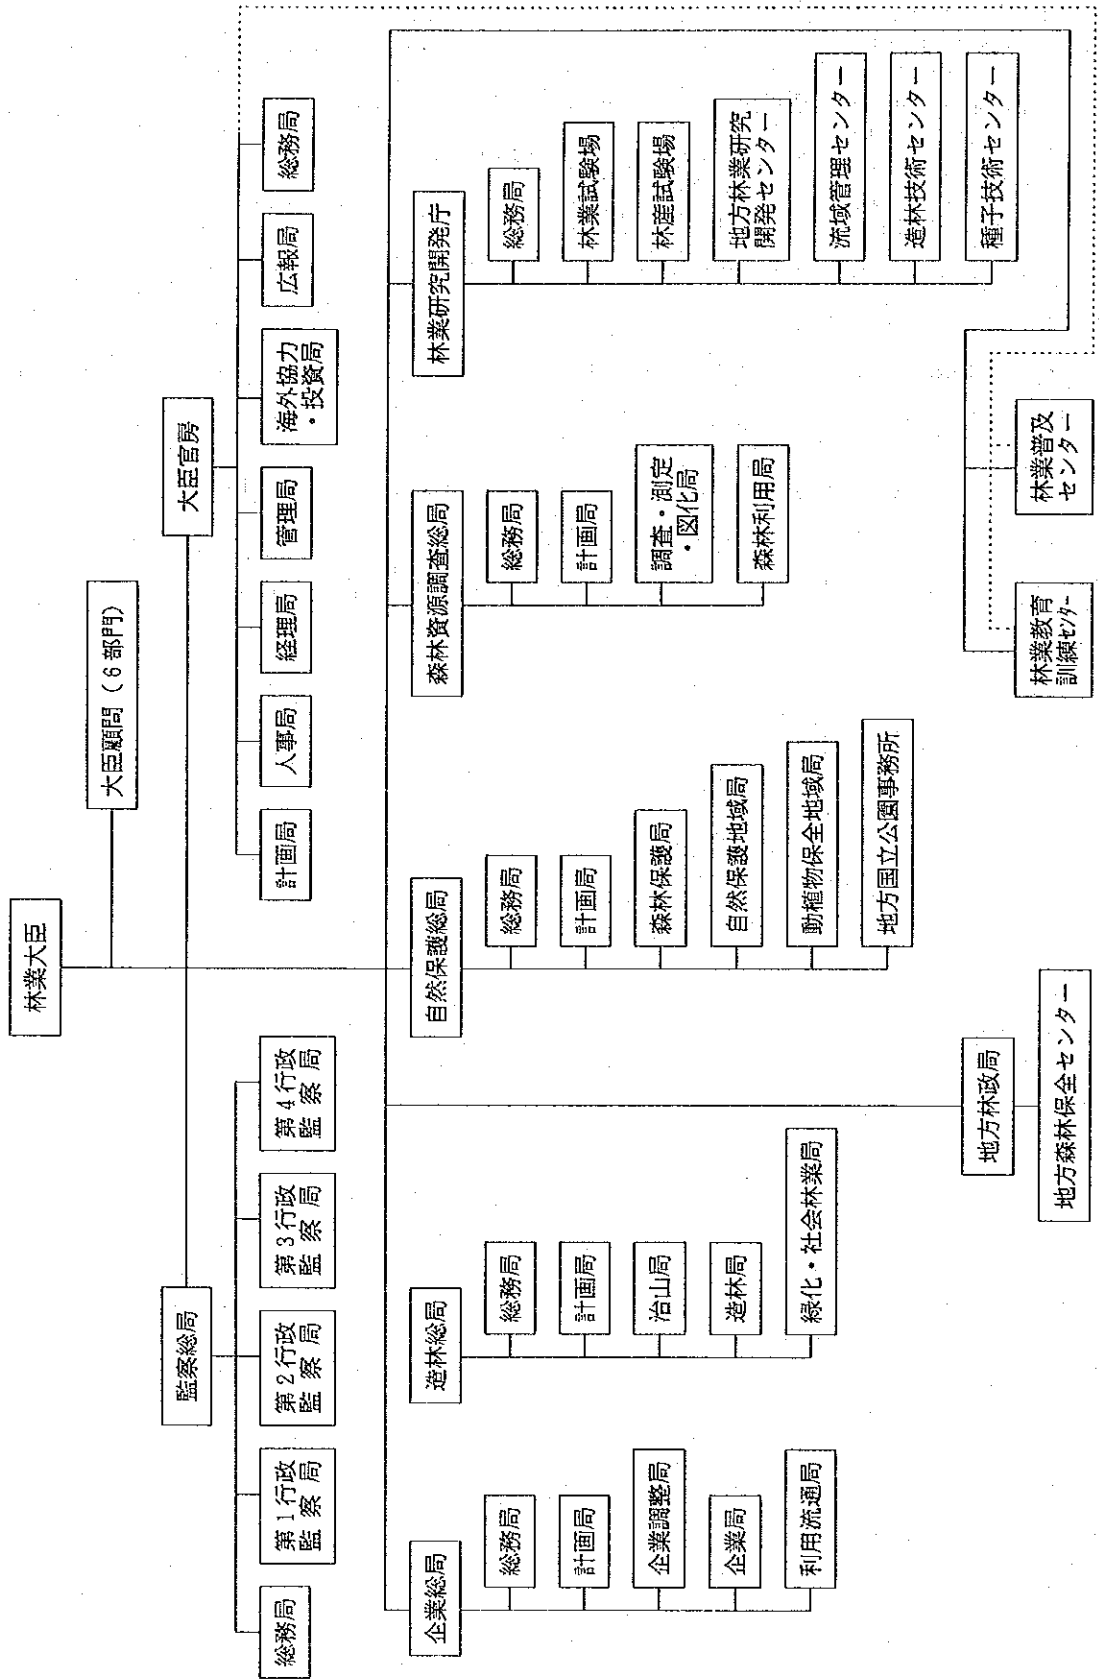 林業大臣
大臣顧問（6部門）
監察総局
大臣官房
総務局
第1行政
監察局
第2行政
監察局
第3行政
監察局
第4行政
監察局
計画局
人事局
経理局
管理局
海外協力
・投資局
広報局
総務局
企業総局
総務局
計画局
企業調整局
企業局
利用流通局
造林総局
総務局
計画局
治山局
造林局
緑化・社会林業局
自然保護総局
総務局
計画局
森林保護局
自然保護地域局
動植物保全地域局
地方国立公園事務所
森林資源調査総局
総務局
計画局
調査・測定
・図化局
森林利用局
林業研究開発庁
総務局
林業試験場
林産試験場
地方林業研究
開発センター
流域管理センター
造林技術センター
種子技術センター
地方林政局
地方森林保全センター
林業教育
訓練センター
林業普及
センター